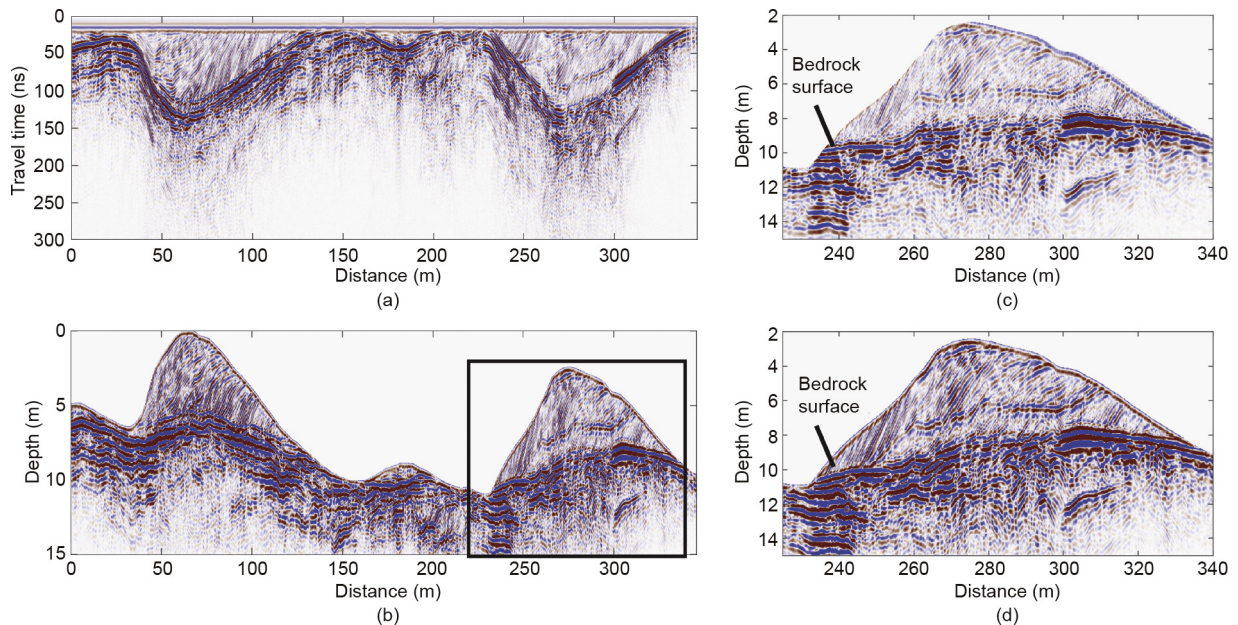 0
50
100
150
200
250
300
Travel time (ns)
0 50 100 150 200 250 300
Distance (m)
(a)
2
4
6
8
10
12
14
Depth (m)
Bedrock
surface
240 260 280 300 320 340
Distance (m)
(c)
0
5
10
15
Depth (m)
0 50 100 150 200 250 300
Distance (m)
(b)
2
4
6
8
10
12
14
Depth (m)
Bedrock
surface
240 260 280 300 320 340
Distance (m)
(d)